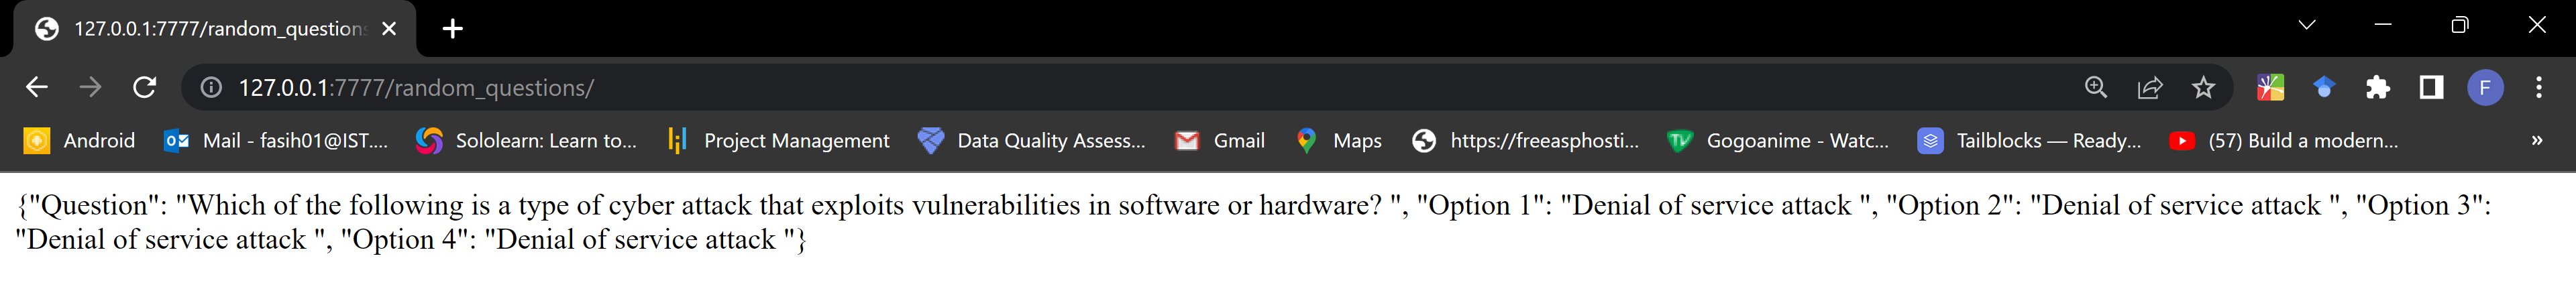 127.0.0.1:7777/random_questions
127.0.0.1:7777/random_questions/
F
Android
Mail - fasih01@IST....
Sololearn: Learn to...
Project Management
Data Quality Assess...
Gmail
Maps
https://freeasphosti...
Gogoanime - Watc...
Tailblocks — Ready...
(57) Build a modern...
»
{"Question": "Which of the following is a type of cyber attack that exploits vulnerabilities in software or hardware? ", "Option 1": "Denial of service attack ", "Option 2": "Denial of service attack ", "Option 3":
"Denial of service attack ", "Option 4": "Denial of service attack "}